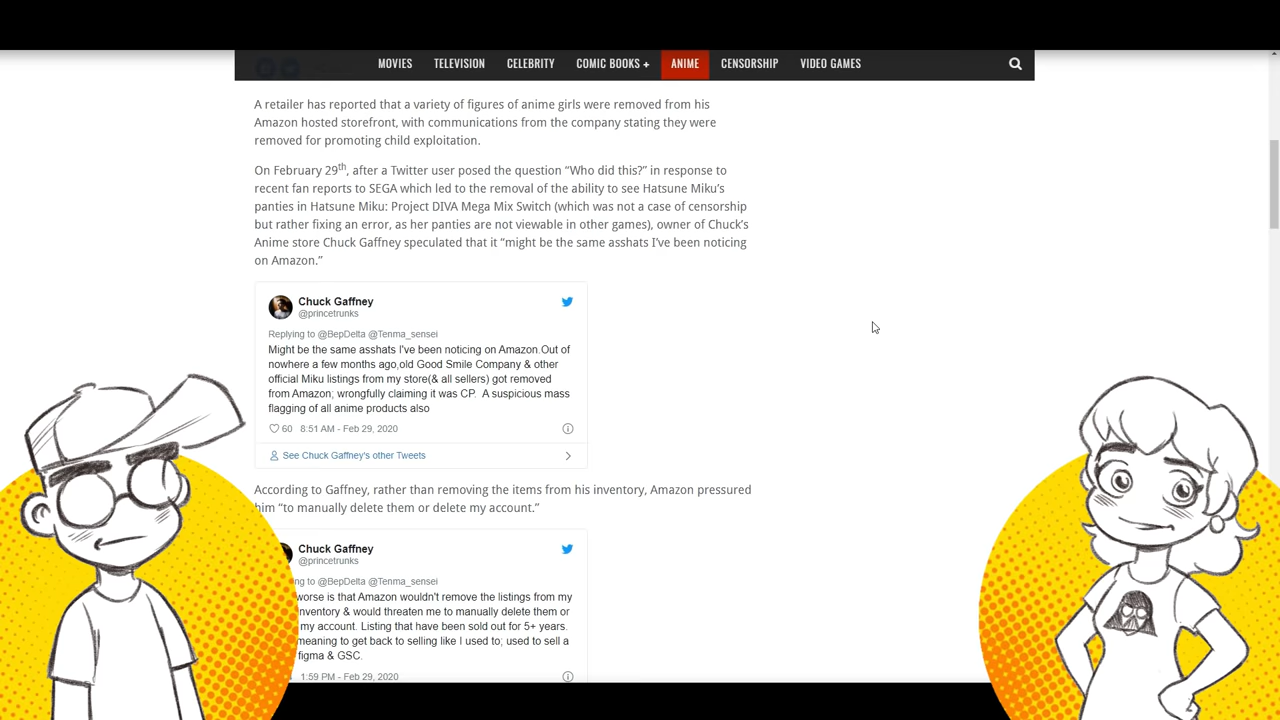 MOVIES TELEVISION CELEBRITY COMIC BOOKS + ANIME CENSORSHIP VIDEO GAMES
A retailer has reported that a variety of figures of anime girls were removed from his
Amazon hosted storefront, with communications from the company stating they were
removed for promoting child exploitation.
On February 29th, after a Twitter user posed the question “Who did this?” in response to
recent fan reports to SEGA which led to the removal of the ability to see Hatsune Miku’s
panties in Hatsune Miku: Project DIVA Mega Mix Switch (which was not a case of censorship
but rather fixing an error, as her panties are not viewable in other games), owner of Chuck’s
Anime store Chuck Gaffney speculated that it “might be the same asshats I’ve been noticing
on Amazon.”
Chuck Gaffney
@princetrunks
Replying to @BepDelta @Tenma_sensei
Might be the same asshats I've been noticing on Amazon.Out of
nowhere a few months ago,old Good Smile Company & other
official Miku listings from my store(& all sellers) got removed
from Amazon; wrongfully claiming it was CP. A suspicious mass
flagging of all anime products also
60 8:51 AM - Feb 29, 2020
See Chuck Gaffney's other Tweets
According to Gaffney, rather than removing the items from his inventory, Amazon pressured
him “to manually delete them or delete my account.”
Chuck Gaffney
@princetrunks
ng to @BepDelta @Tenma_sensei
worse is that Amazon wouldn't remove the listings from my
inventory & would threaten me to manually delete them or
my account. Listing that have been sold out for 5+ years.
meaning to get back to selling like I used to; used to sell a
figma & GSC.
1:59 PM - Feb 29, 2020